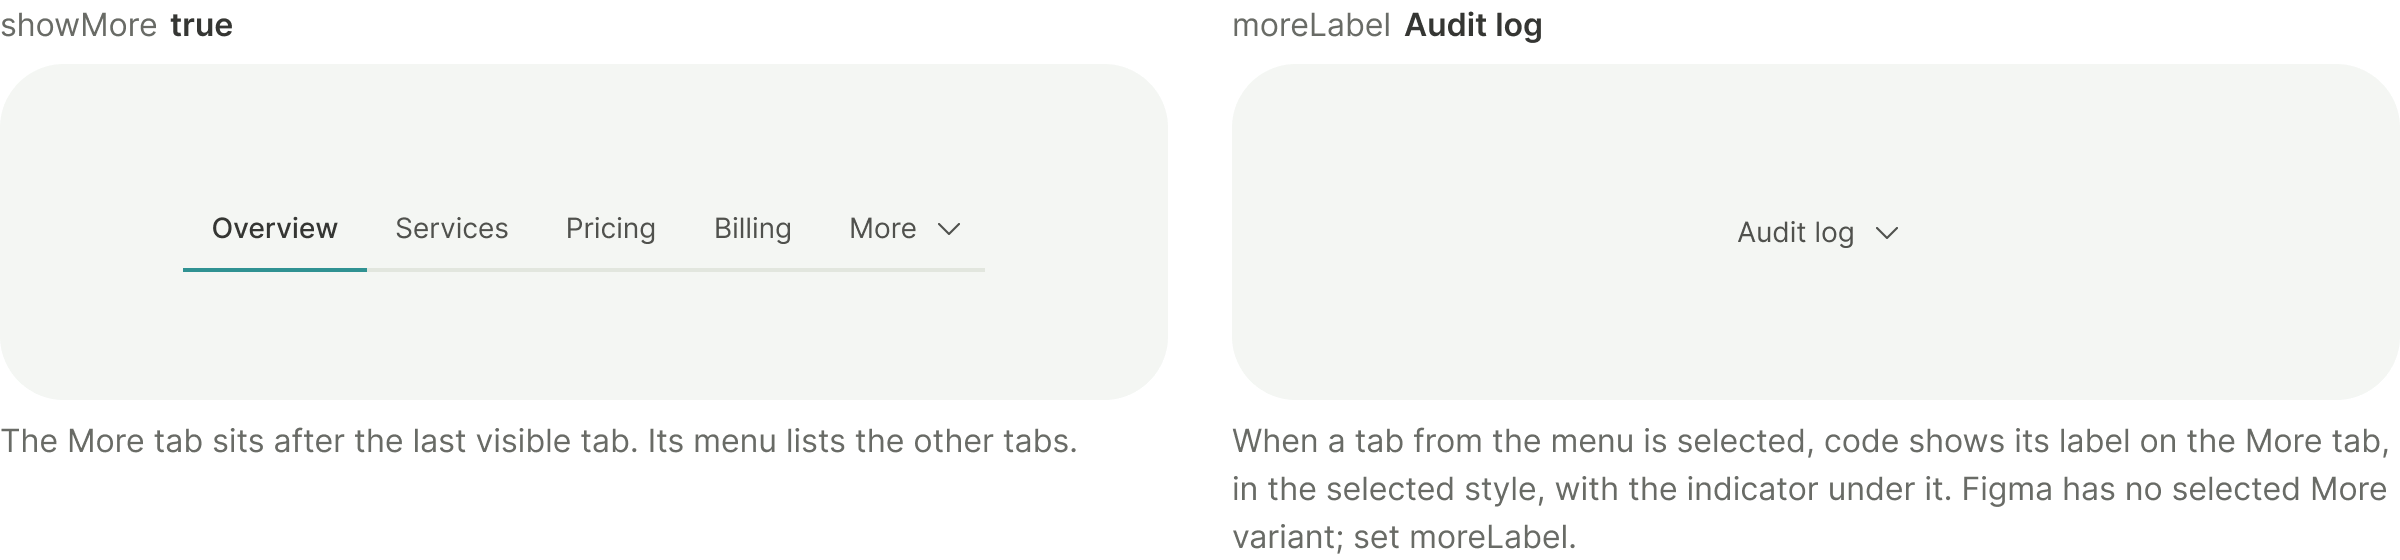 showMore true
Overview Services Pricing Billing More
The More tab sits after the last visible tab. Its menu lists the other tabs.
moreLabel Audit log
Audit log
When a tab from the menu is selected, code shows its label on the More tab,
in the selected style, with the indicator under it. Figma has no selected More
variant; set moreLabel.